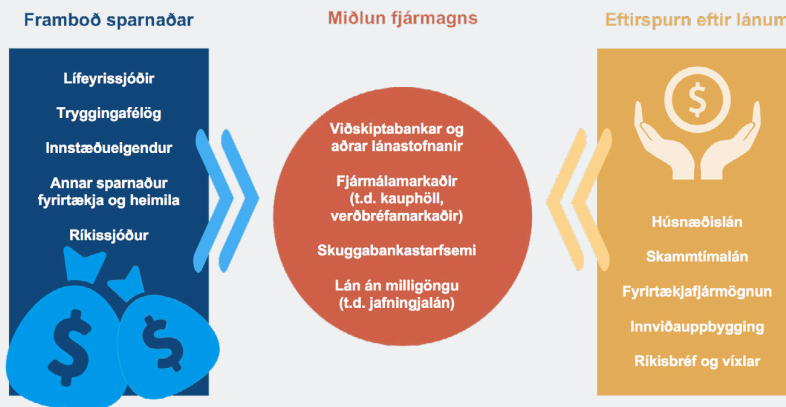 Framboð sparnaðar
Lífeyrissjóðir
Tryggingafélög
Innstæðueigendur
Annar sparnaður
fyrirtækja og heimila
Ríkissjóður
$
$
Miðlun fjármagns
Viðskiptabankar og
aðrar lánastofnanir
Fjármálamarkaðir
(t.d. kauphöll,
verðbréfamarkaðir)
Skuggabankastarfsemi
Lán án milligöngu
(t.d. jafningjalán)
Eftirspurn eftir lánum
$
Húsnæðislán
Skammtímalán
Fyrirtækjafjármögnun
Innviðauppbygging
Ríkisbréf og víxlar